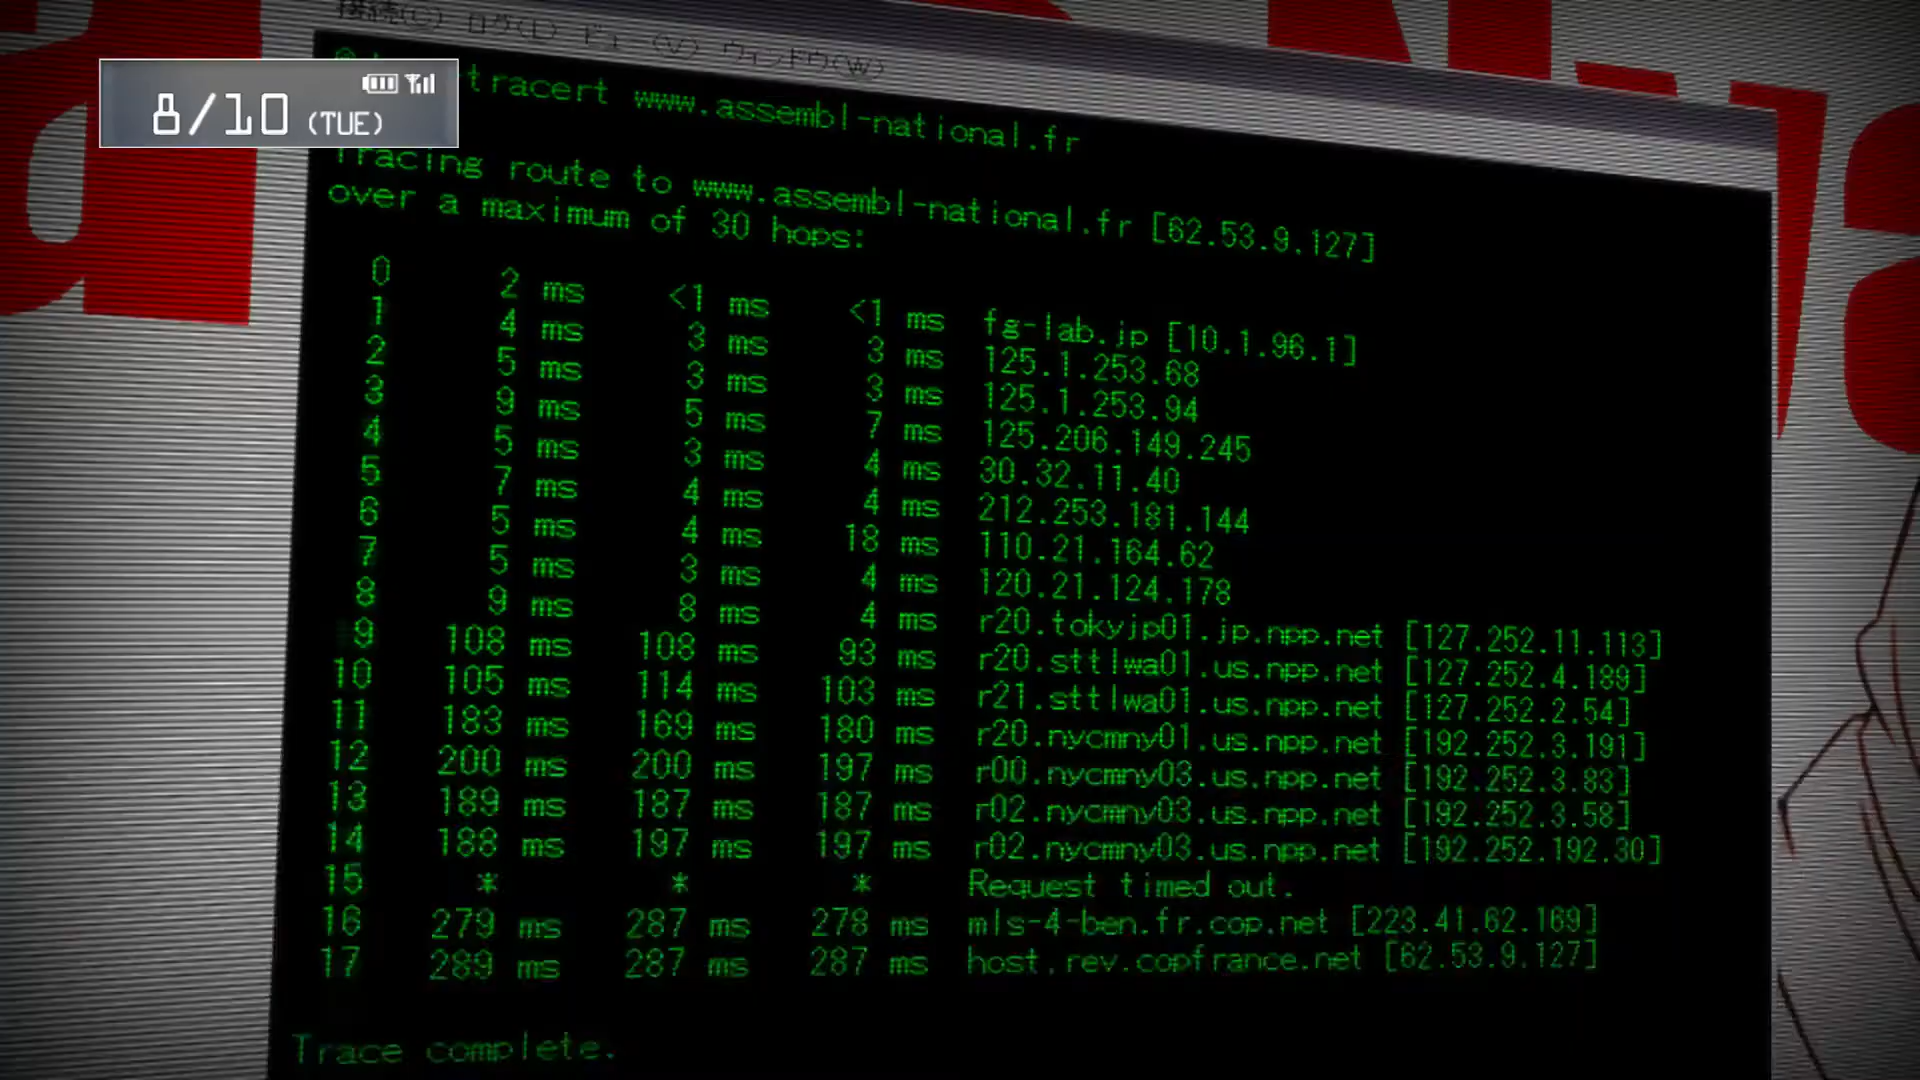 接続(C) ログ(L) ビュー(V) ウィンドウ(W)
8/10 (TUE)
tracert www.assembl-national.fr
Tracing route to www.assembl-national.fr [62.53.9.127]
over a maximum of 30 hops:
0 2 ms <1 ms <1 ms fg-lab.jp [10.1.96.1]
1 4 ms 3 ms 3 ms 125.1.253.68
2 5 ms 3 ms 3 ms 125.1.253.94
3 9 ms 5 ms 7 ms 125.206.149.245
4 5 ms 3 ms 4 ms 30.32.11.40
5 7 ms 4 ms 4 ms 212.253.181.144
6 5 ms 4 ms 18 ms 110.21.164.62
7 5 ms 3 ms 4 ms 120.21.124.178
8 9 ms 8 ms 4 ms r20.tokyjp01.jp.npp.net [127.252.11.113]
9 108 ms 108 ms 93 ms r20.sttlwa01.us.npp.net [127.252.4.189]
10 105 ms 114 ms 103 ms r21.sttlwa01.us.npp.net [127.252.2.54]
11 183 ms 169 ms 180 ms r20.nycmny01.us.npp.net [192.252.3.191]
12 200 ms 200 ms 197 ms r00.nycmny03.us.npp.net [192.252.3.83]
13 189 ms 187 ms 187 ms r02.nycmny03.us.npp.net [192.252.3.58]
14 188 ms 197 ms 197 ms r02.nycmny03.us.npp.net [192.252.192.30]
15 * * * Request timed out.
16 279 ms 287 ms 278 ms mls-4-ben.fr.cop.net [223.41.62.169]
17 289 ms 287 ms 287 ms host.rev.copfrance.net [62.53.9.127]
Trace complete.